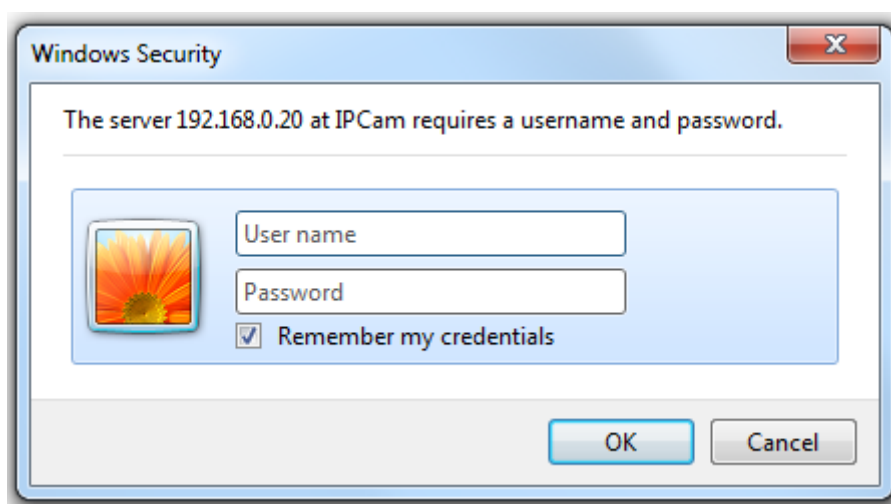 Windows Security
The server 192.168.0.20 at IPCam requires a username and password.
User name
Password
Remember my credentials
OK
Cancel